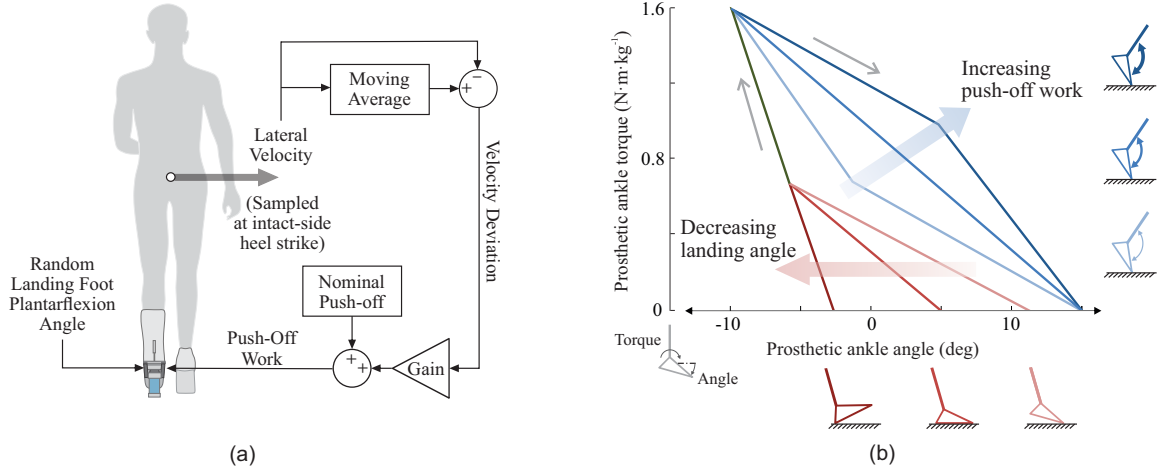 Moving
Average
−
+
Lateral
Velocity
(Sampled
at intact-side
heel strike)
Velocity Deviation
Random
Landing Foot
Plantarflexion
Angle
Nominal
Push-off
Push-Off
Work
+
+
Gain
(a)
Prosthetic ankle torque (N·m·kg⁻¹)
1.6
0.8
0
Increasing
push-off work
Decreasing
landing angle
-10
0
10
Prosthetic ankle angle (deg)
Torque
Angle
(b)